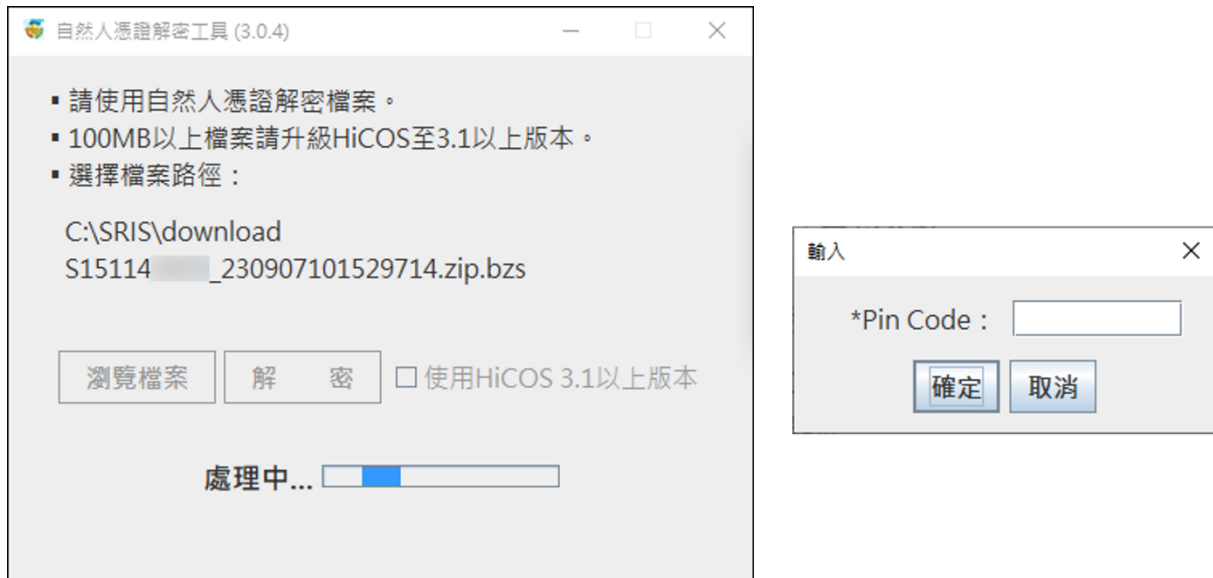 自然人憑證解密工具 (3.0.4)
▪ 請使用自然人憑證解密檔案。
▪ 100MB以上檔案請升級HiCOS至3.1以上版本。
▪ 選擇檔案路徑：
C:\SRIS\download
S15114 _230907101529714.zip.bzs
瀏覽檔案
解 密
使用HiCOS 3.1以上版本
處理中...
輸入
*Pin Code：
確定
取消